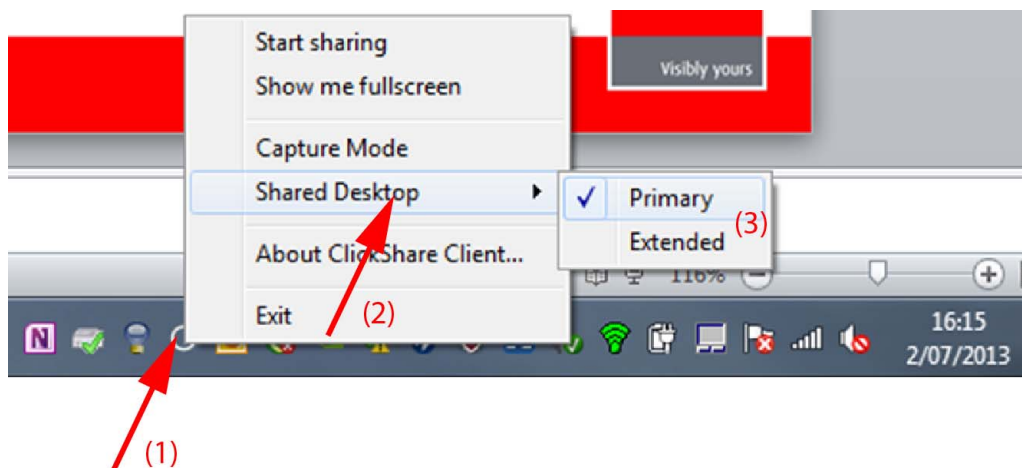 Start sharing
Visibly yours
Show me fullscreen
Capture Mode
Shared Desktop
Primary
(3)
Extended
About ClickShare Client...
116%
Exit
(2)
N
16:15
2/07/2013
(1)